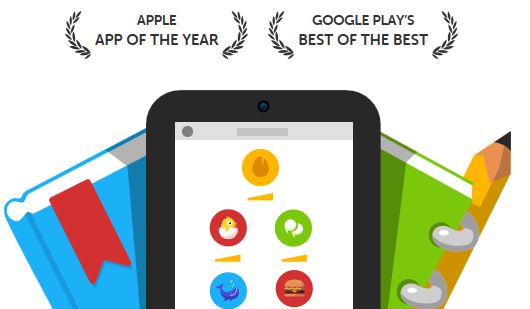 APPLE
APP OF THE YEAR
GOOGLE PLAY'S
BEST OF THE BEST